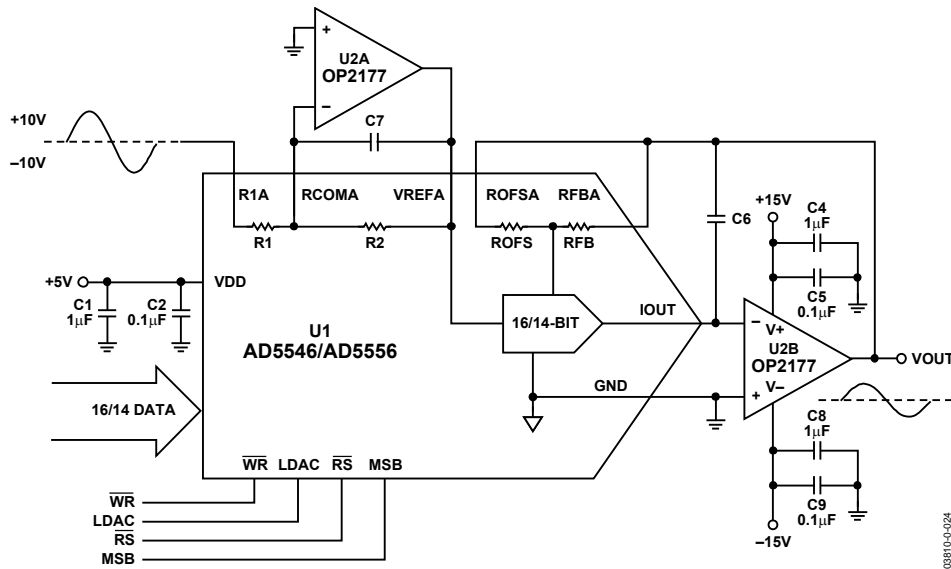 U2A
OP2177
+
−
C7
+10V
–10V
R1A
RCOMA
VREFA
ROFSA
RFBA
R1
R2
ROFS
RFB
C6
+15V
C4
1μF
C5
0.1μF
+5V
VDD
C1
1μF
C2
0.1μF
U1
AD5546/AD5556
16/14-BIT
IOUT
GND
−
V+
U2B
OP2177
+
V–
VOUT
16/14 DATA
C8
1μF
C9
0.1μF
–15V
WR LDAC RS MSB
WR
LDAC
RS
MSB
03810-0-024